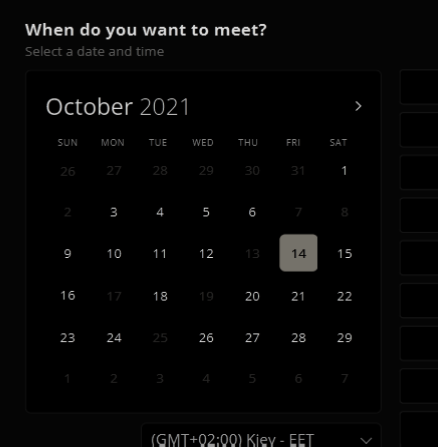 When do you want to meet?
Select a date and time
October 2021
SUN MON TUE WED THU FRI SAT
26 27 28 29 30 31 1
2 3 4 5 6 7 8
9 10 11 12 13 14 15
16 17 18 19 20 21 22
23 24 25 26 27 28 29
1 2 3 4 5 6 7
(GMT+02:00) Kiev - EET